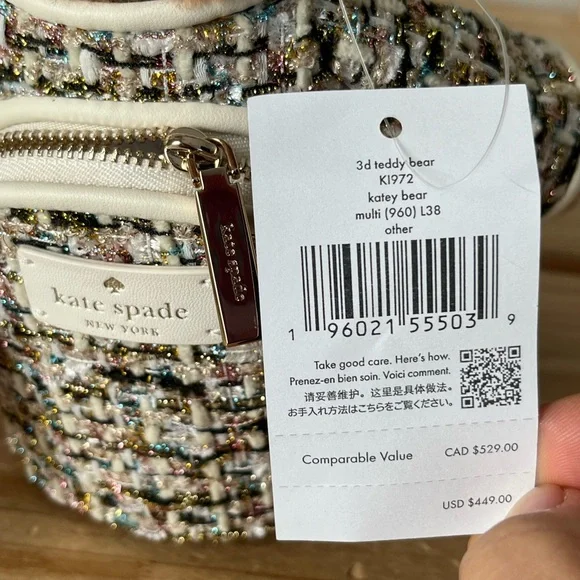 3d teddy bear
KI972
katey bear
multi (960) L38
other
1 96021 55503 9
Take good care. Here's how.
Prenez-en bien soin. Voici comment.
请妥善维护。这里是具体做法。
お手入れ方法はこちらをご覧ください。
Comparable Value CAD $529.00
USD $449.00
kate spade
kate spade
NEW YORK